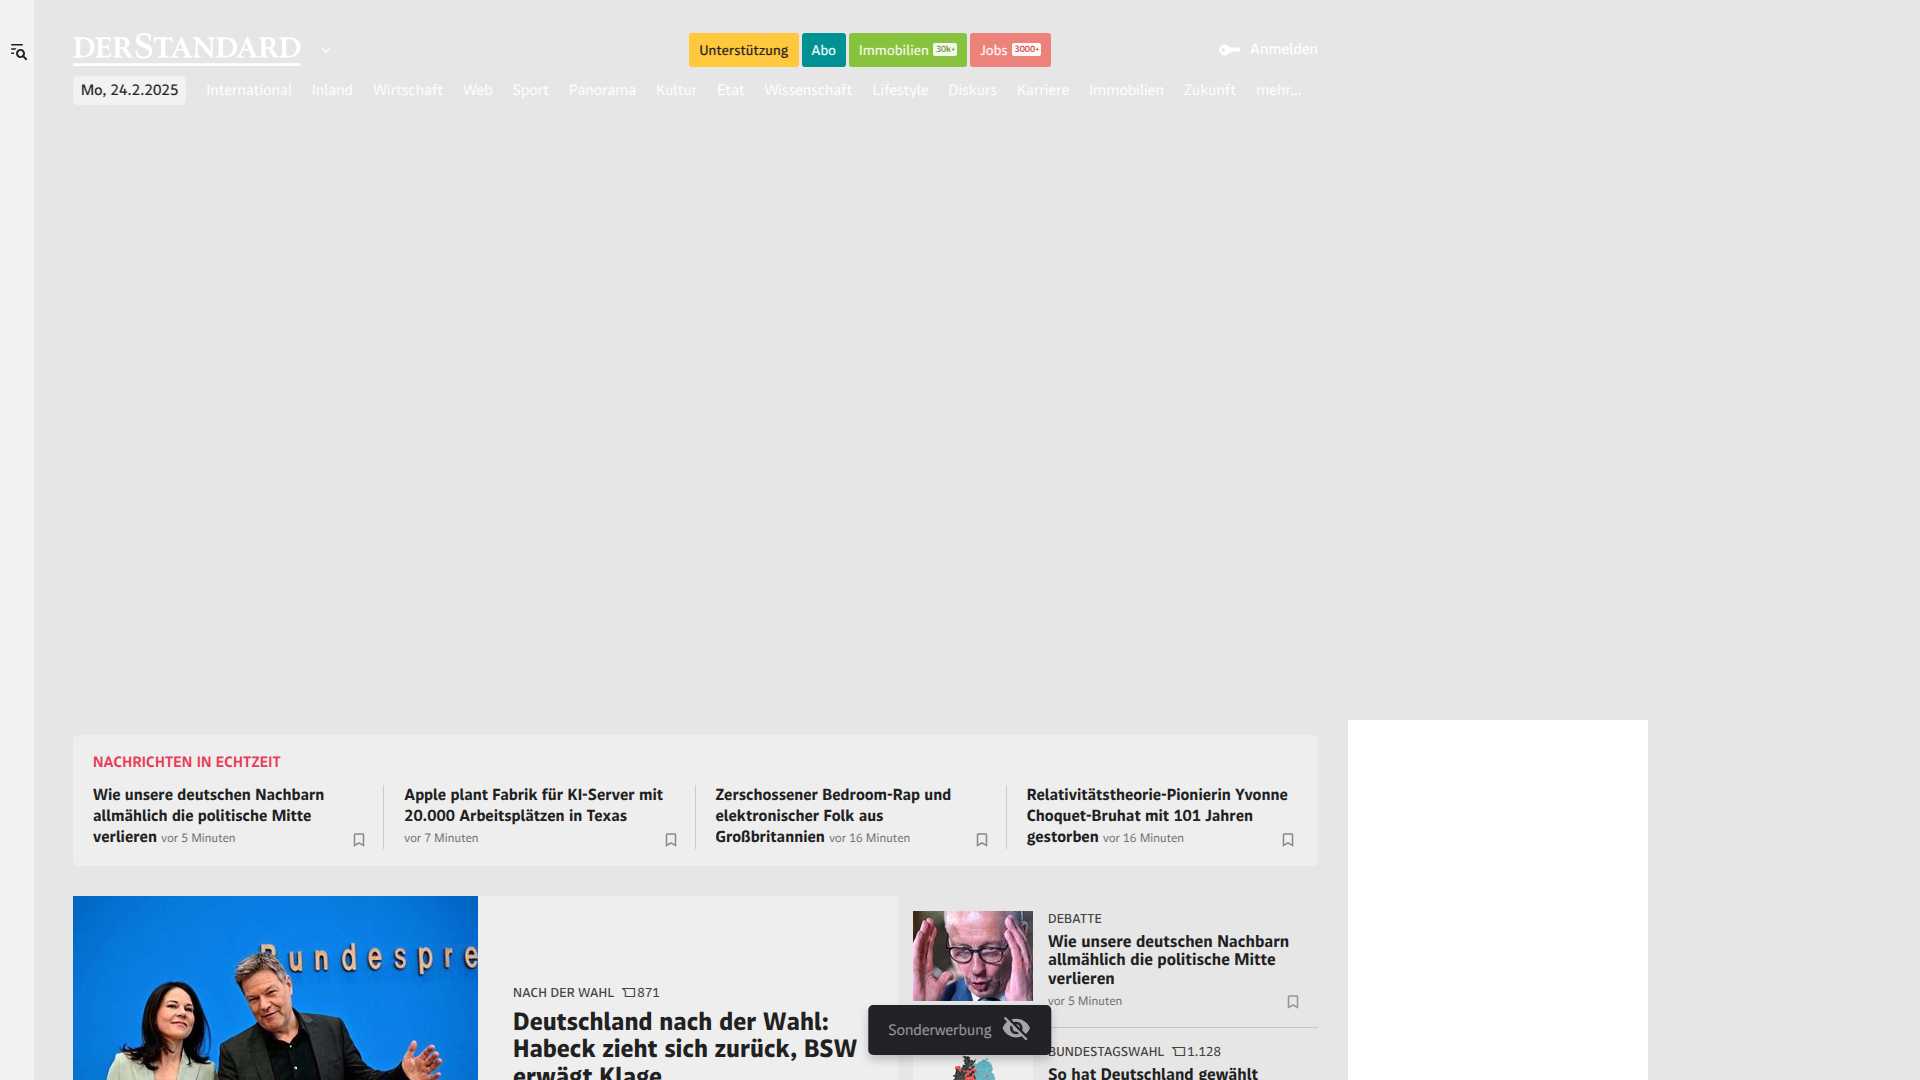 DERSTANDARD
Unterstützung
Abo
Immobilien 30k+
Jobs 3000+
Anmelden
Mo, 24.2.2025
International
Inland
Wirtschaft
Web
Sport
Panorama
Kultur
Etat
Wissenschaft
Lifestyle
Diskurs
Karriere
Immobilien
Zukunft
mehr...
NACHRICHTEN IN ECHTZEIT
Wie unsere deutschen Nachbarn
allmählich die politische Mitte
verlieren vor 5 Minuten
Apple plant Fabrik für KI-Server mit
20.000 Arbeitsplätzen in Texas
vor 7 Minuten
Zerschossener Bedroom-Rap und
elektronischer Folk aus
Großbritannien vor 16 Minuten
Relativitätstheorie-Pionierin Yvonne
Choquet-Bruhat mit 101 Jahren
gestorben vor 16 Minuten
Bundespre
NACH DER WAHL 871
Deutschland nach der Wahl:
Habeck zieht sich zurück, BSW
erwägt Klage
DEBATTE
Wie unsere deutschen Nachbarn
allmählich die politische Mitte
verlieren
vor 5 Minuten
Sonderwerbung
BUNDESTAGSWAHL 1.128
So hat Deutschland gewählt